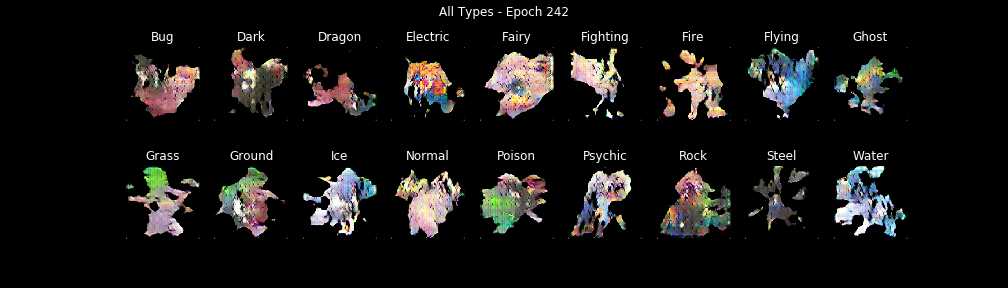 All Types - Epoch 242
Bug Dark Dragon Electric Fairy Fighting Fire Flying Ghost
Grass Ground Ice Normal Poison Psychic Rock Steel Water